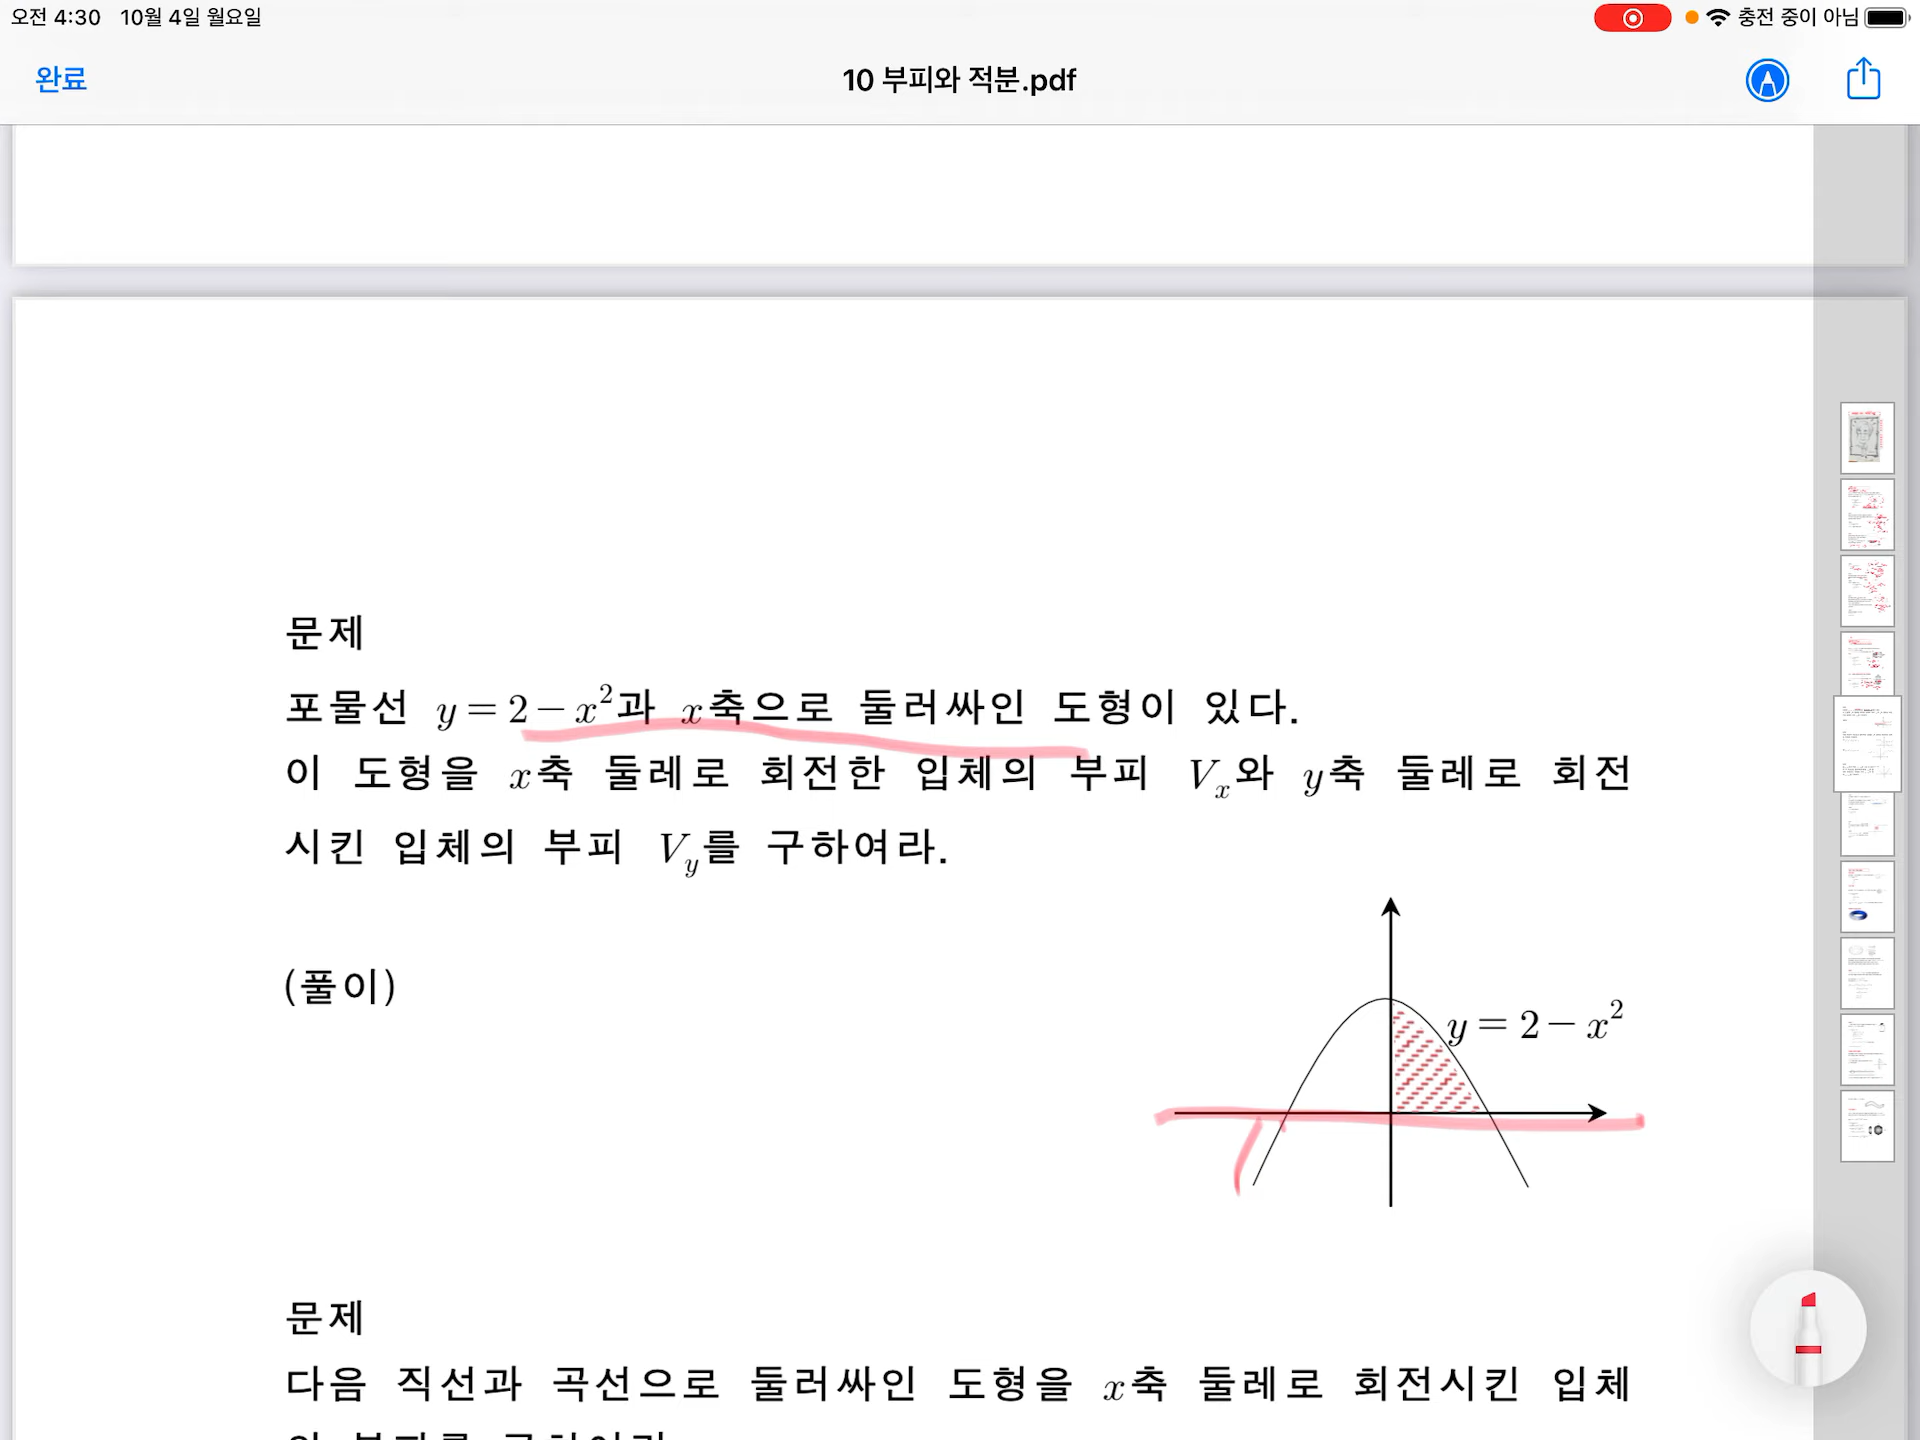 오전 4:30 10월 4일 월요일
충전 중이 아님
완료
10 부피와 적분.pdf
문제
포물선 y = 2 − x²과 x축으로 둘러싸인 도형이 있다.
이 도형을 x축 둘레로 회전한 입체의 부피 Vₓ와 y축 둘레로 회전
시킨 입체의 부피 V_y를 구하여라.
(풀이)
y = 2 − x²
문제
다음 직선과 곡선으로 둘러싸인 도형을 x축 둘레로 회전시킨 입체